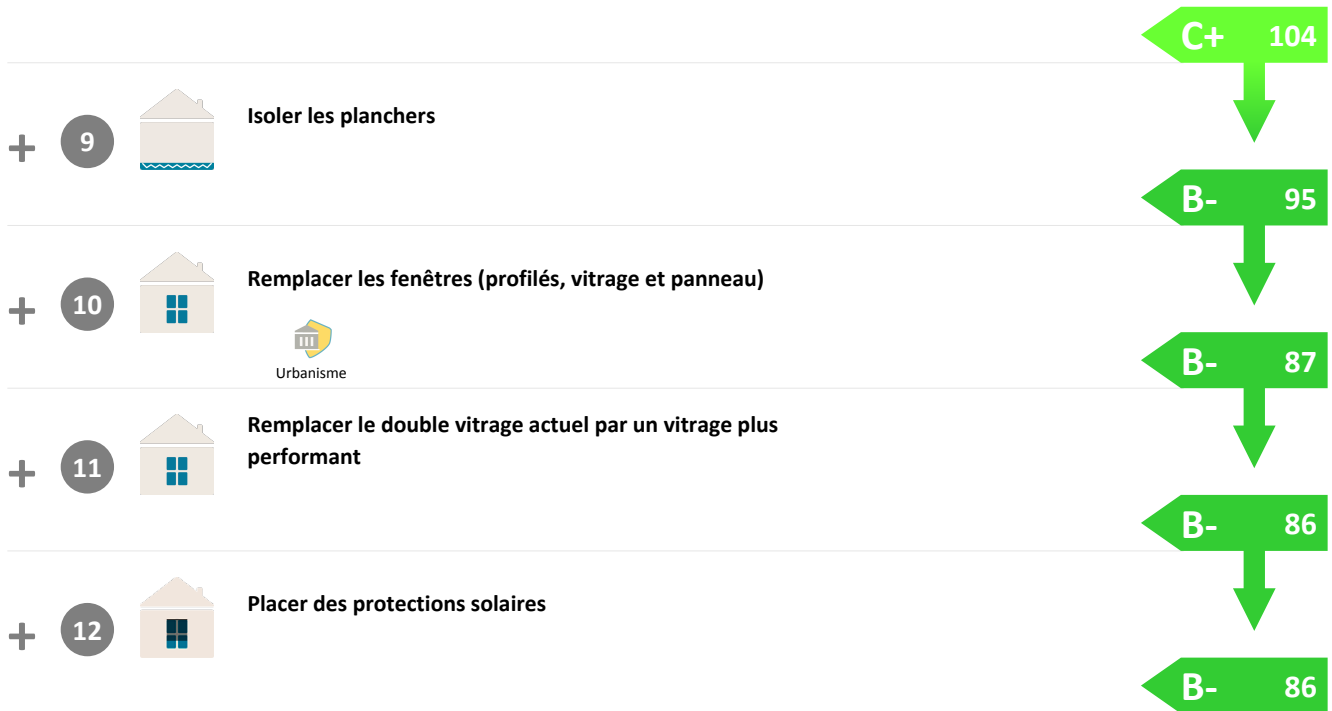 C+ 104
+ 9 Isoler les planchers
B- 95
+ 10 Remplacer les fenêtres (profilés, vitrage et panneau)
Urbanisme
B- 87
Remplacer le double vitrage actuel par un vitrage plus
+ 11 performant
B- 86
+ 12 Placer des protections solaires
B- 86